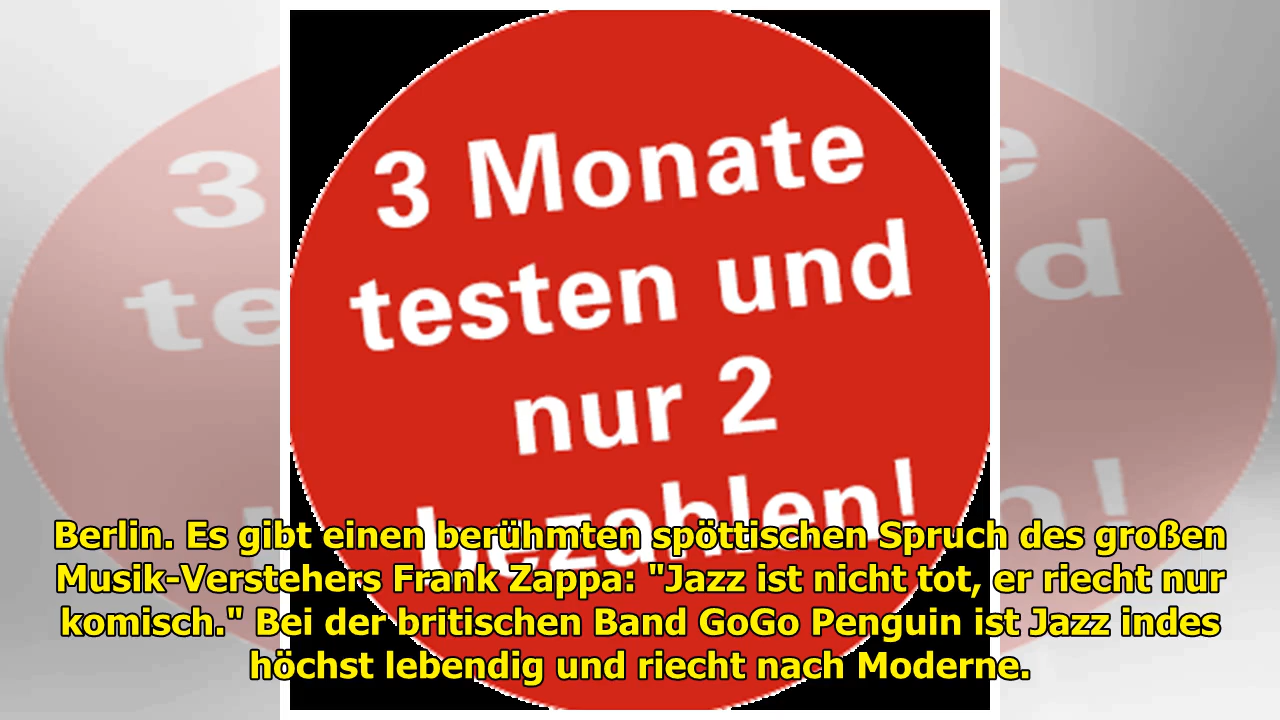 3 Monate
testen und
nur 2
bezahlen!
Berlin. Es gibt einen berühmten spöttischen Spruch des großen
Musik-Verstehers Frank Zappa: "Jazz ist nicht tot, er riecht nur
komisch." Bei der britischen Band GoGo Penguin ist Jazz indes
höchst lebendig und riecht nach Moderne.